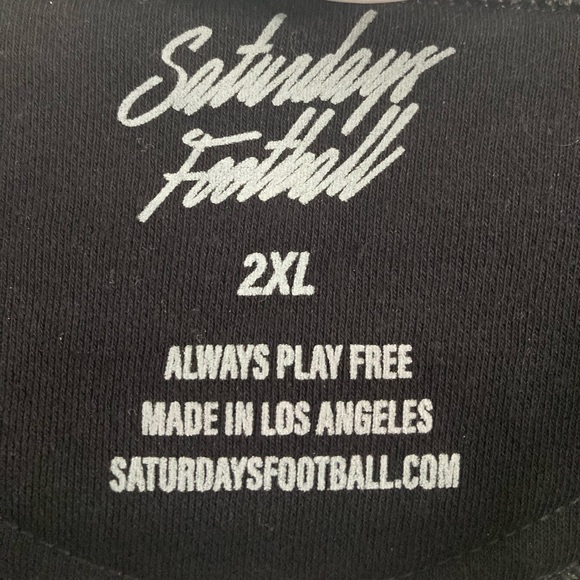 Saturdays
Football
2XL
ALWAYS PLAY FREE
MADE IN LOS ANGELES
SATURDAYSFOOTBALL.COM